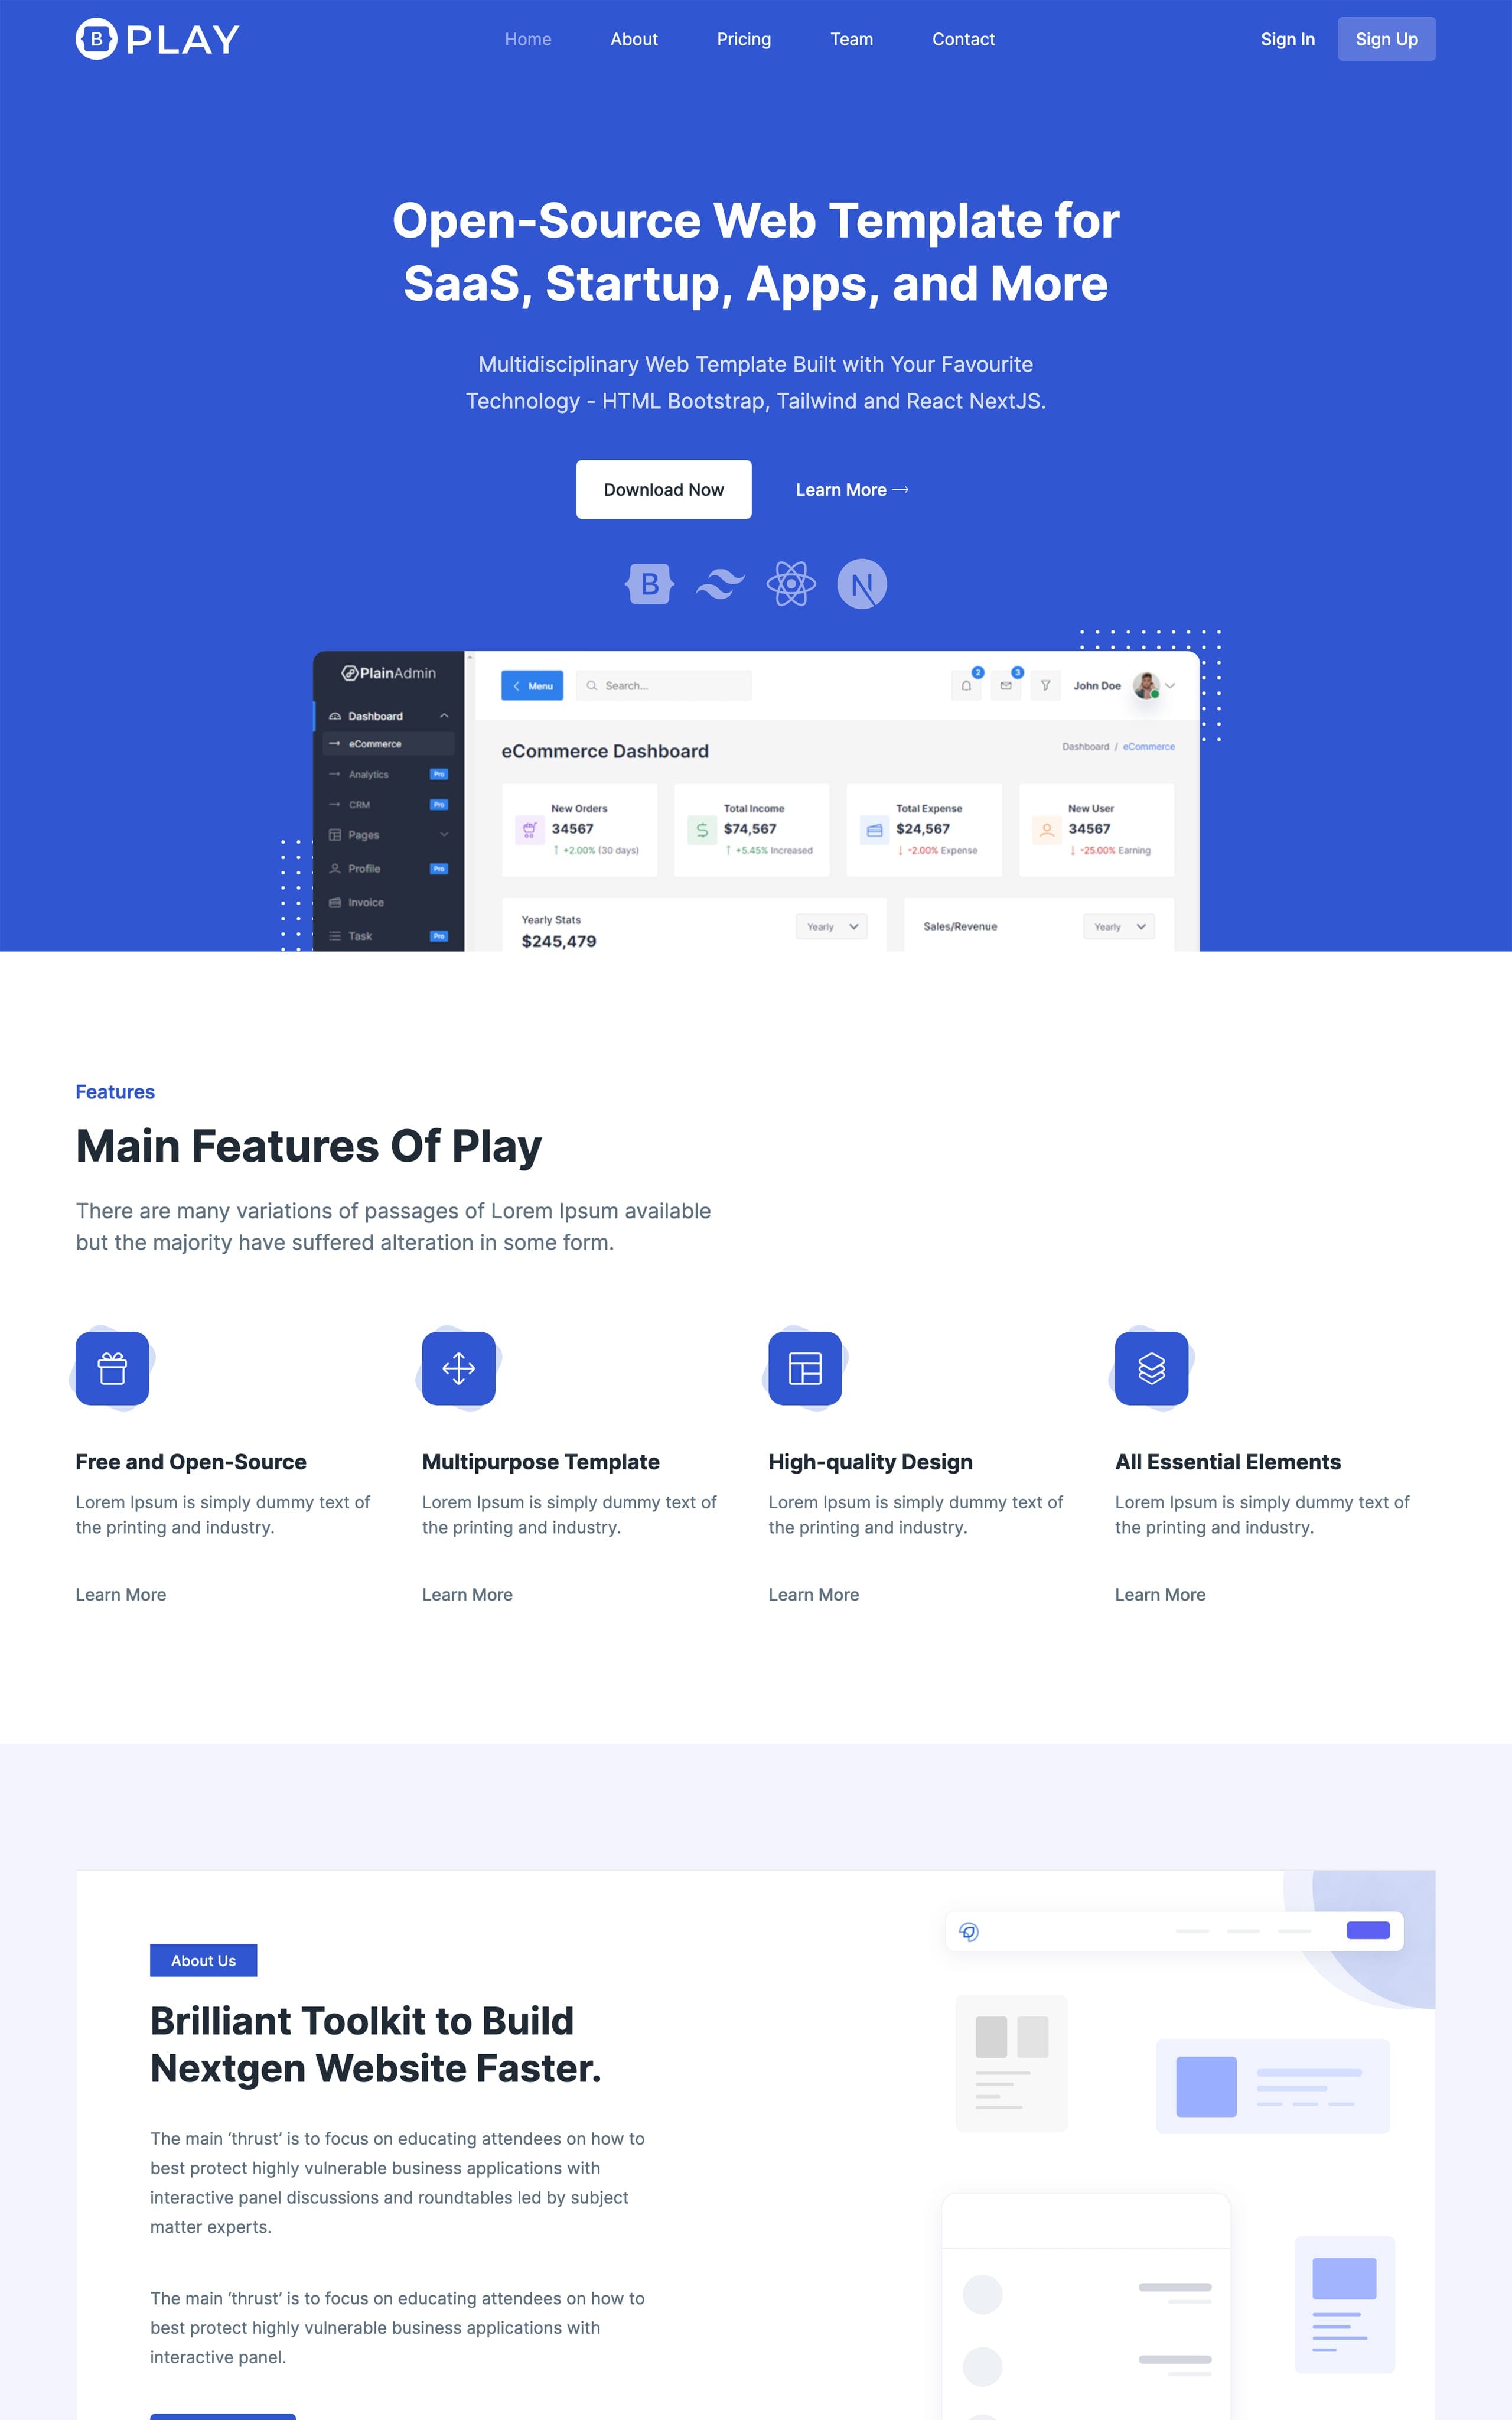 B PLAY
Home About Pricing Team Contact
Sign In Sign Up
Open-Source Web Template for
SaaS, Startup, Apps, and More
Multidisciplinary Web Template Built with Your Favourite
Technology - HTML Bootstrap, Tailwind and React NextJS.
Download Now
Learn More →
B N
PlainAdmin
Dashboard
→ eCommerce
→ Analytics Pro
→ CRM Pro
Pages
Profile Pro
Invoice
Task Pro
Menu
Search...
2
3
John Doe
eCommerce Dashboard
Dashboard / eCommerce
New Orders
34567
↑ +2.00% (30 days)
Total Income
$74,567
↑ +5.45% Increased
Total Expense
$24,567
↓ -2.00% Expense
New User
34567
↓ -25.00% Earning
Yearly Stats
$245,479
Yearly
Sales/Revenue
Yearly
Features
Main Features Of Play
There are many variations of passages of Lorem Ipsum available
but the majority have suffered alteration in some form.
Free and Open-Source
Lorem Ipsum is simply dummy text of
the printing and industry.
Learn More
Multipurpose Template
Lorem Ipsum is simply dummy text of
the printing and industry.
Learn More
High-quality Design
Lorem Ipsum is simply dummy text of
the printing and industry.
Learn More
All Essential Elements
Lorem Ipsum is simply dummy text of
the printing and industry.
Learn More
About Us
Brilliant Toolkit to Build
Nextgen Website Faster.
The main ‘thrust’ is to focus on educating attendees on how to
best protect highly vulnerable business applications with
interactive panel discussions and roundtables led by subject
matter experts.
The main ‘thrust’ is to focus on educating attendees on how to
best protect highly vulnerable business applications with
interactive panel.